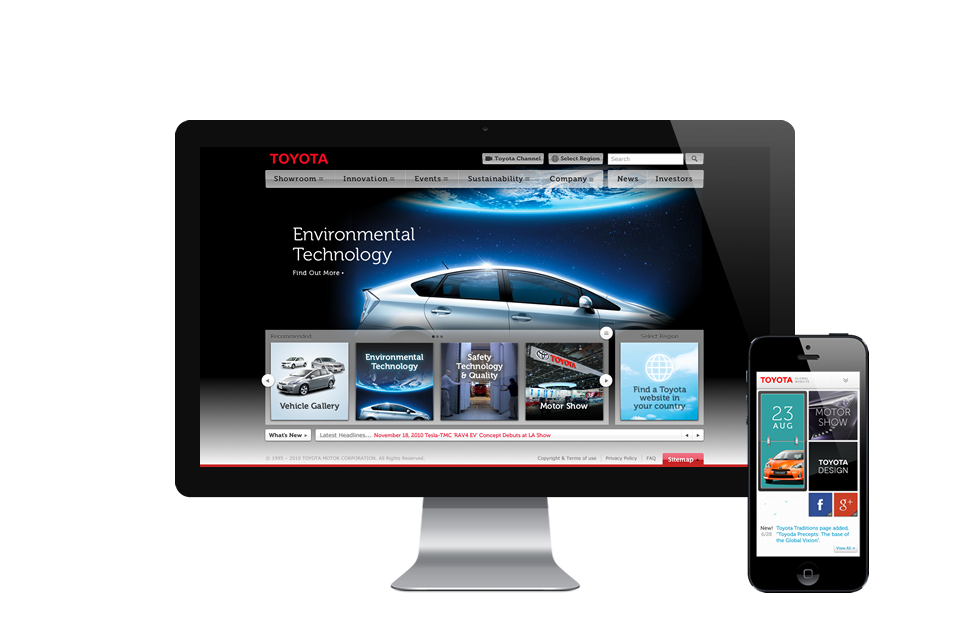 TOYOTA
Toyota Channel
Select Region
Search
Showroom
Innovation
Events
Sustainability
Company
News
Investors
Environmental
Technology
Find Out More
Recommended
Select Region
Vehicle Gallery
Environmental
Technology
Safety
Technology
& Quality
TOYOTA
Motor Show
Find a Toyota
website in
your country
What's New
Latest Headlines... November 18, 2010 Tesla-TMC 'RAV4 EV' Concept Debuts at LA Show
© 1995 - 2010 TOYOTA MOTOR CORPORATION. All Rights Reserved.
Copyright & Terms of use
Privacy Policy
FAQ
Sitemap
TOYOTA
GLOBAL
WEBSITE
23
AUG
MOTOR
SHOW
TOYOTA
DESIGN
f
g+
New!
6/28
Toyota Traditions page added,
"Toyoda Precepts: The base of
the Global Vision".
View All